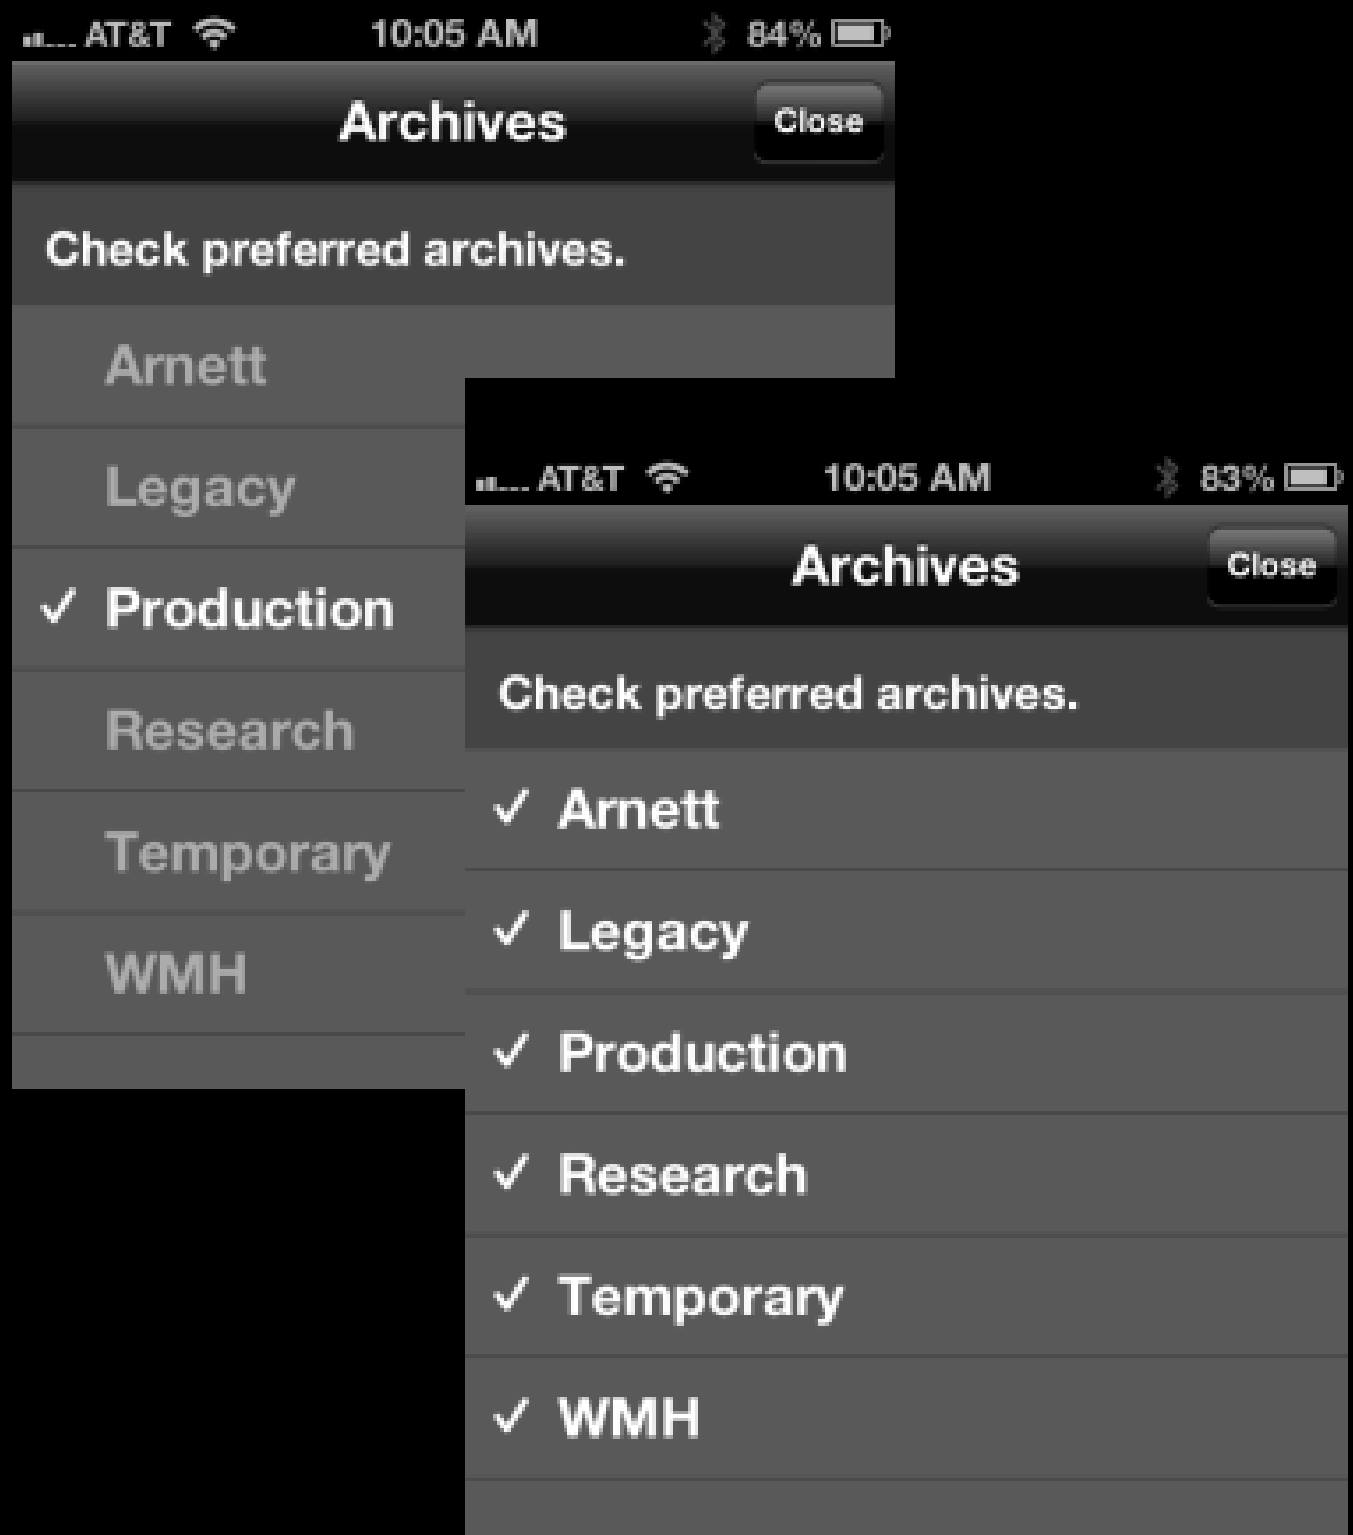 AT&T 10:05 AM 84%
Archives Close
Check preferred archives.
Arnett
Legacy
✓ Production
Research
Temporary
WMH
AT&T 10:05 AM 83%
Archives Close
Check preferred archives.
✓ Arnett
✓ Legacy
✓ Production
✓ Research
✓ Temporary
✓ WMH